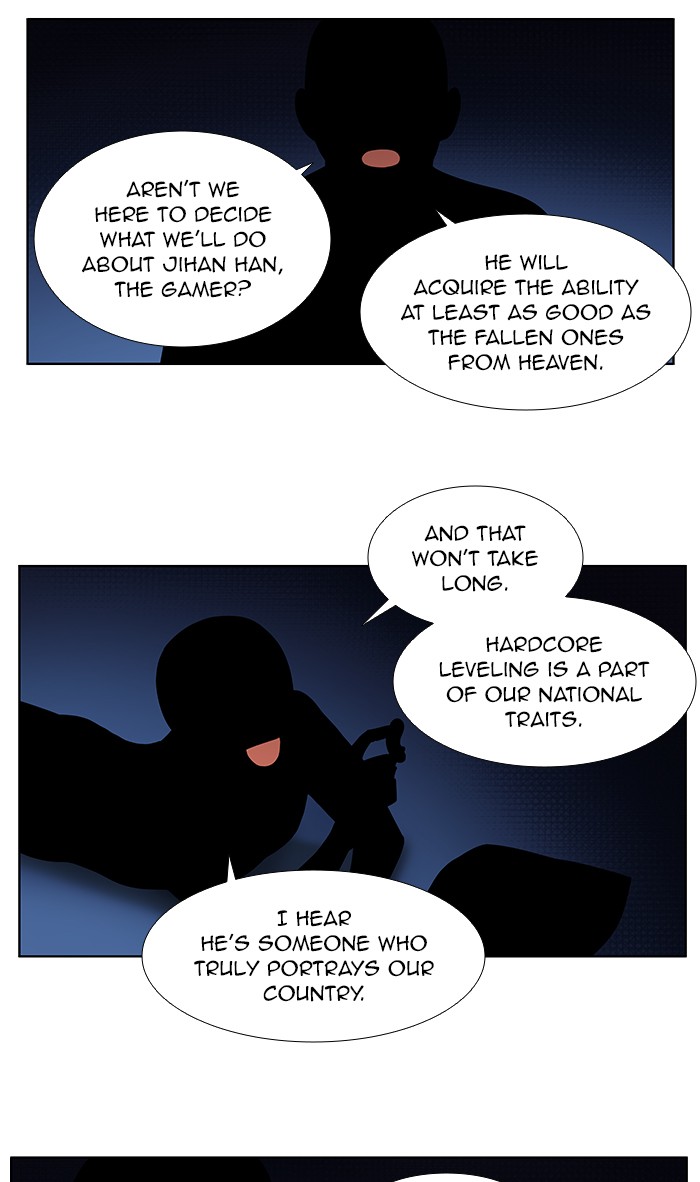 AREN'T WE
HERE TO DECIDE
WHAT WE'LL DO
ABOUT JIHAN HAN,
THE GAMER?
HE WILL
ACQUIRE THE ABILITY
AT LEAST AS GOOD AS
THE FALLEN ONES
FROM HEAVEN.
AND THAT
WON'T TAKE
LONG.
HARDCORE
LEVELING IS A PART
OF OUR NATIONAL
TRAITS.
I HEAR
HE'S SOMEONE WHO
TRULY PORTRAYS OUR
COUNTRY.